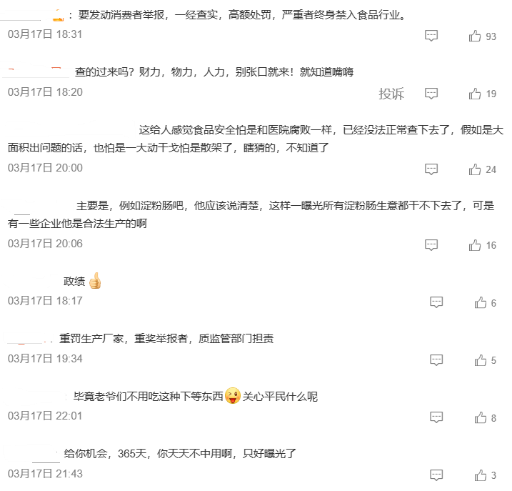 ：要发动消费者举报，一经查实，高额处罚，严重者终身禁入食品行业。
03月17日 18:31
93
查的过来吗？财力，物力，人力，别张口就来！就知道嘴嗨
03月17日 18:20
投诉
19
这给人感觉食品安全怕是和医院腐败一样，已经没法正常查下去了，假如是大
面积出问题的话，也怕是一大动干戈怕是散架了，瞎猜的，不知道了
03月17日 20:00
24
主要是，例如淀粉肠吧，他应该说清楚，这样一曝光所有淀粉肠生意都干不下去了，可是
有一些企业他是合法生产的啊
03月17日 20:06
16
政绩
03月17日 18:17
6
：重罚生产厂家，重奖举报者，质监管部门担责
03月17日 19:34
5
毕竟老爷们不用吃这种下等东西 关心平民什么呢
03月17日 22:01
8
给你机会，365天，你天天不中用啊，只好曝光了
03月17日 21:43
3